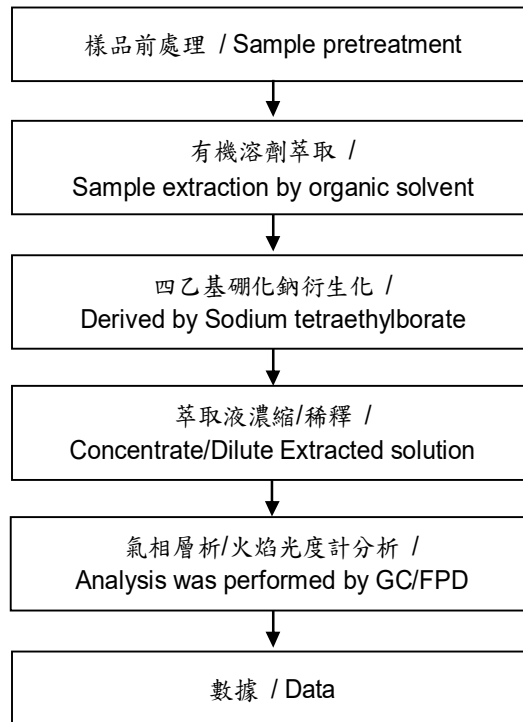 樣品前處理 / Sample pretreatment
有機溶劑萃取 /
Sample extraction by organic solvent
四乙基硼化鈉衍生化 /
Derived by Sodium tetraethylborate
萃取液濃縮/稀釋 /
Concentrate/Dilute Extracted solution
氣相層析/火焰光度計分析 /
Analysis was performed by GC/FPD
數據 / Data